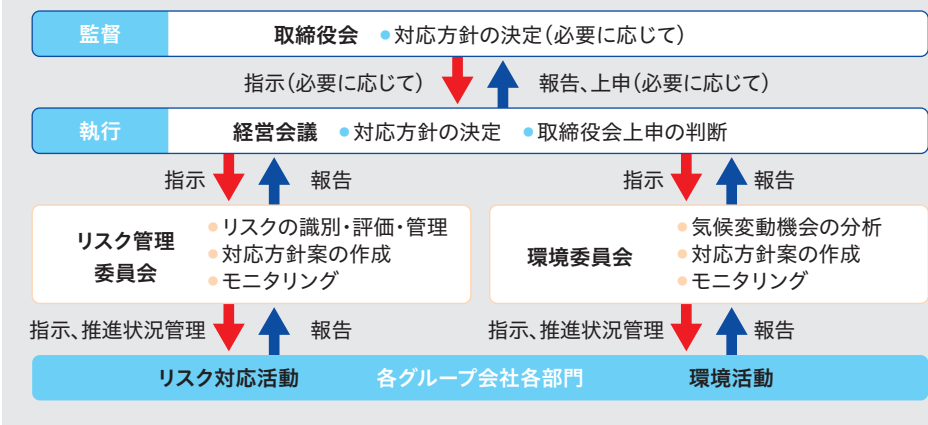 監督 取締役会 ●対応方針の決定(必要に応じて)
指示(必要に応じて) 報告、上申(必要に応じて)
執行 経営会議 ●対応方針の決定 ●取締役会上申の判断
指示 報告 指示 報告
リスク管理委員会
●リスクの識別・評価・管理
●対応方針案の作成
●モニタリング
環境委員会
●気候変動機会の分析
●対応方針案の作成
●モニタリング
指示、推進状況管理 報告 指示、推進状況管理 報告
リスク対応活動 各グループ会社各部門 環境活動